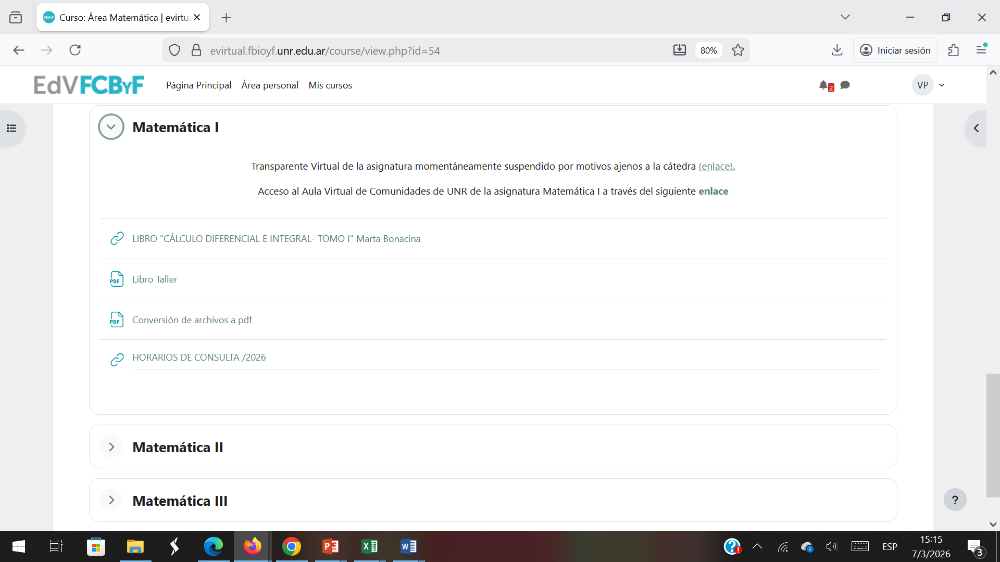 Curso: Área Matemática | evirtua
evirtual.fbioyf.unr.edu.ar/course/view.php?id=54
80%
Iniciar sesión
EdVFCByF
Página Principal
Área personal
Mis cursos
2
VP
Matemática I
Transparente Virtual de la asignatura momentáneamente suspendido por motivos ajenos a la cátedra (enlace).
Acceso al Aula Virtual de Comunidades de UNR de la asignatura Matemática I a través del siguiente enlace
LIBRO "CÁLCULO DIFERENCIAL E INTEGRAL- TOMO I" Marta Bonacina
PDF
Libro Taller
PDF
Conversión de archivos a pdf
HORARIOS DE CONSULTA /2026
Matemática II
Matemática III
?
ESP
15:15
7/3/2026
3